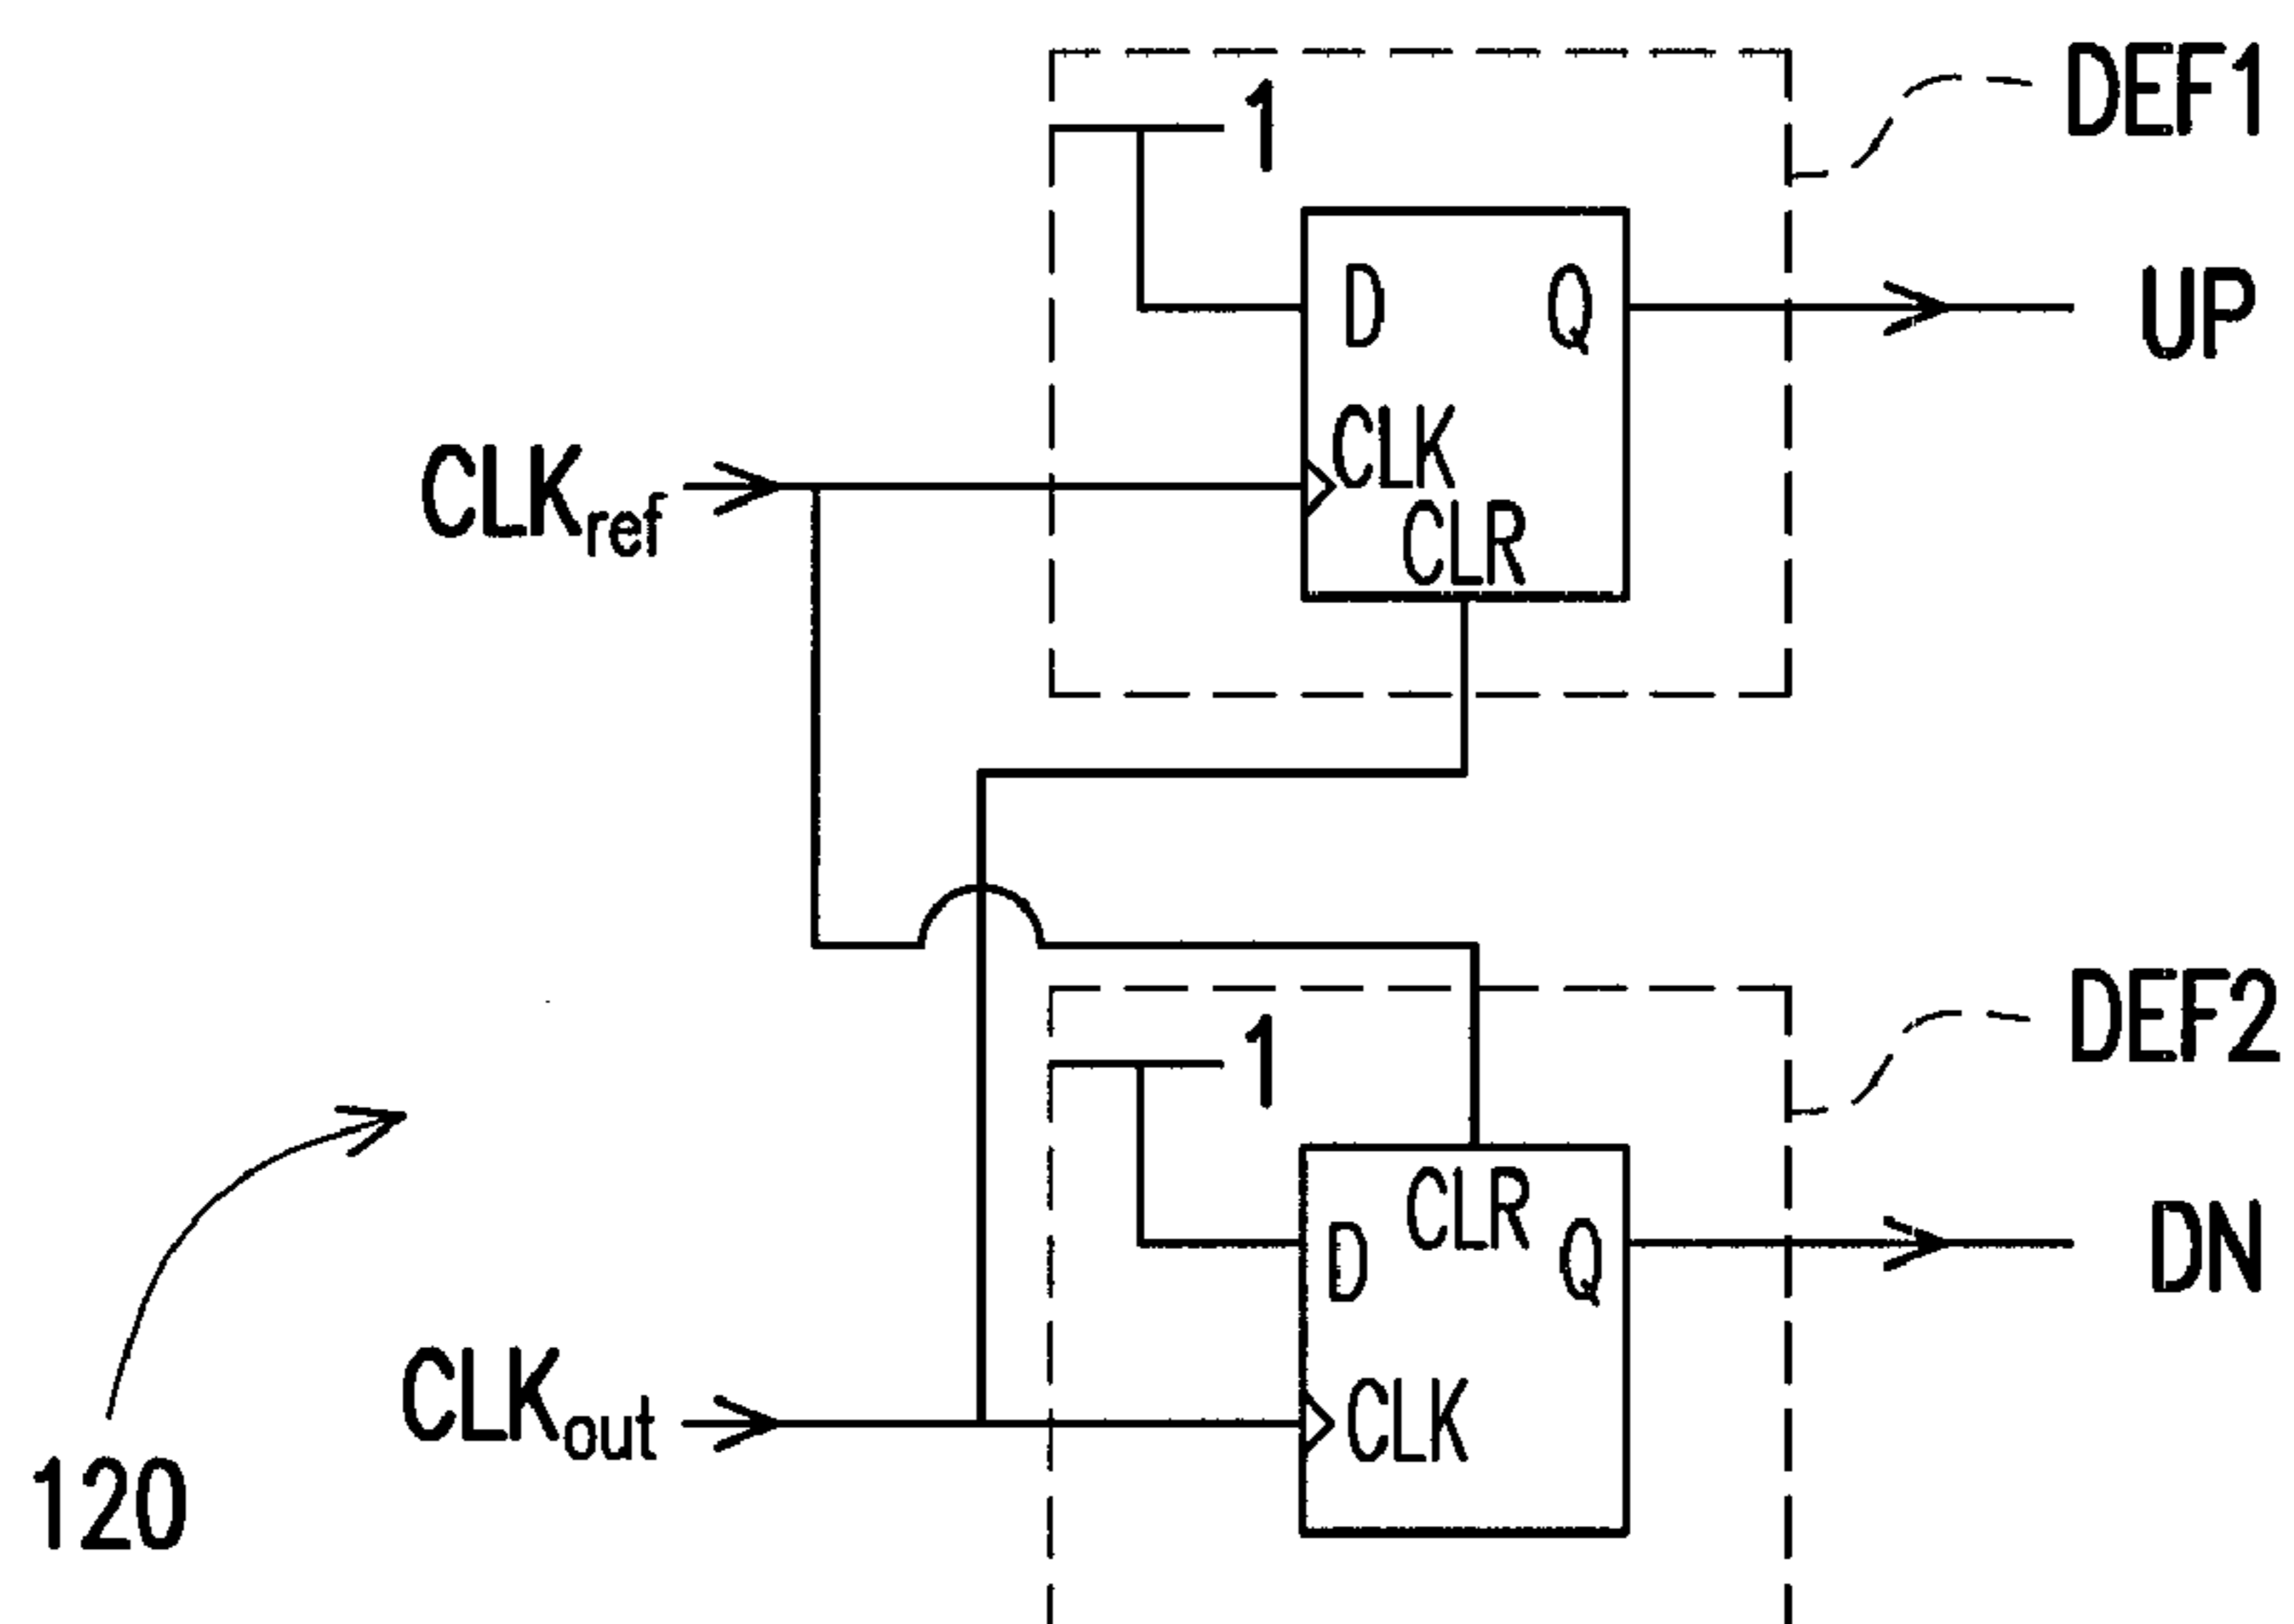 DEF1
1
D Q
UP
CLK
CLKref
CLR
DEF2
1
CLR
D Q
DN
CLK
CLKout
120